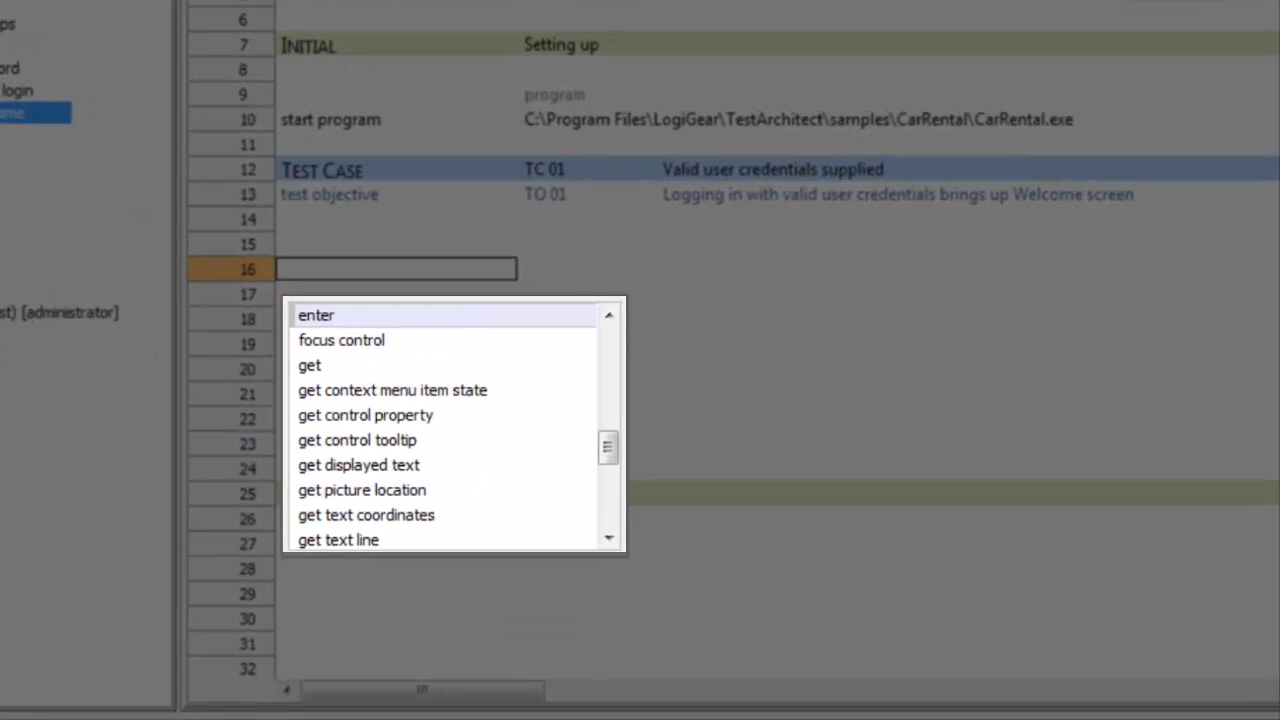 ps
6
7 INITIAL Setting up
ord
8
login
9 program
ame
10 start program C:\Program Files\LogiGear\TestArchitect\samples\CarRental\CarRental.exe
11
12 TEST CASE TC 01 Valid user credentials supplied
13 test objective TO 01 Logging in with valid user credentials brings up Welcome screen
14
15
16
17
st) [administrator]
18
19
20
21
22
23
24
25
26
27
28
29
30
31
32
enter
focus control
get
get context menu item state
get control property
get control tooltip
get displayed text
get picture location
get text coordinates
get text line